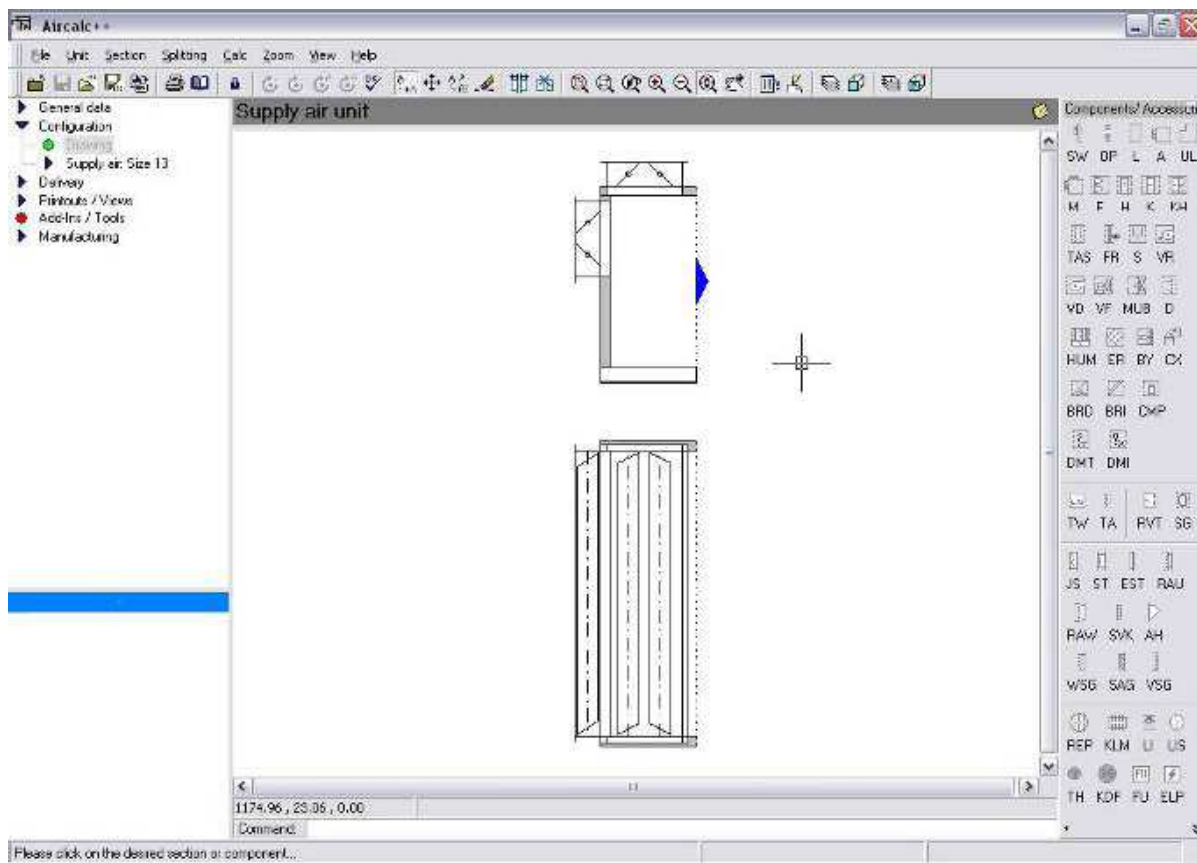 Aircalc++
File Unit Section Splitting Calc Zoom View Help
General data
Configuration
Drawing
Supply air: Size 13
Delivery
Printouts / Views
Add-Ins / Tools
Manufacturing
Supply air unit
1174.96 , 23.06 , 0.00
Command:
Please click on the desired section or component...
Components/ Accessori
SW DP L A UL
M F H K KH
TAS FR S VR
VD VF MUB D
HUM ER BY CX
BRD BRI CMP
DMT DMI
TW TA RVT SG
JS ST EST RAU
RAW SVK AH
WSG SAG VSG
REP KLM U US
TH KDF FU ELP